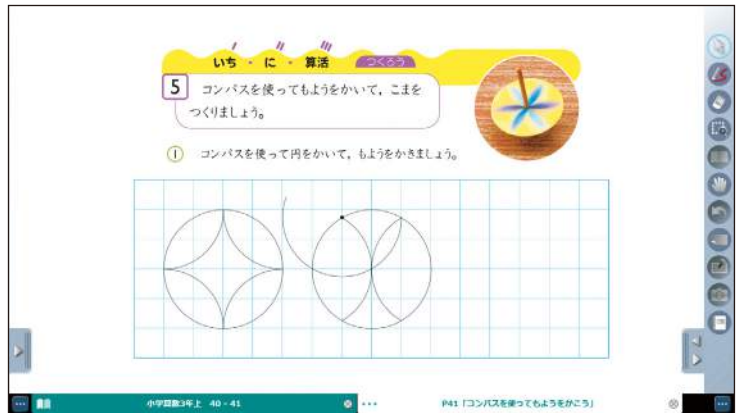 いち・に・算活 つくろう
5 コンパスを使ってもようをかいて，こまを
つくりましょう。
① コンパスを使って円をかいて，もようをかきましょう。
小学算数3年上 40-41
P41「コンパスを使ってもようをかこう」